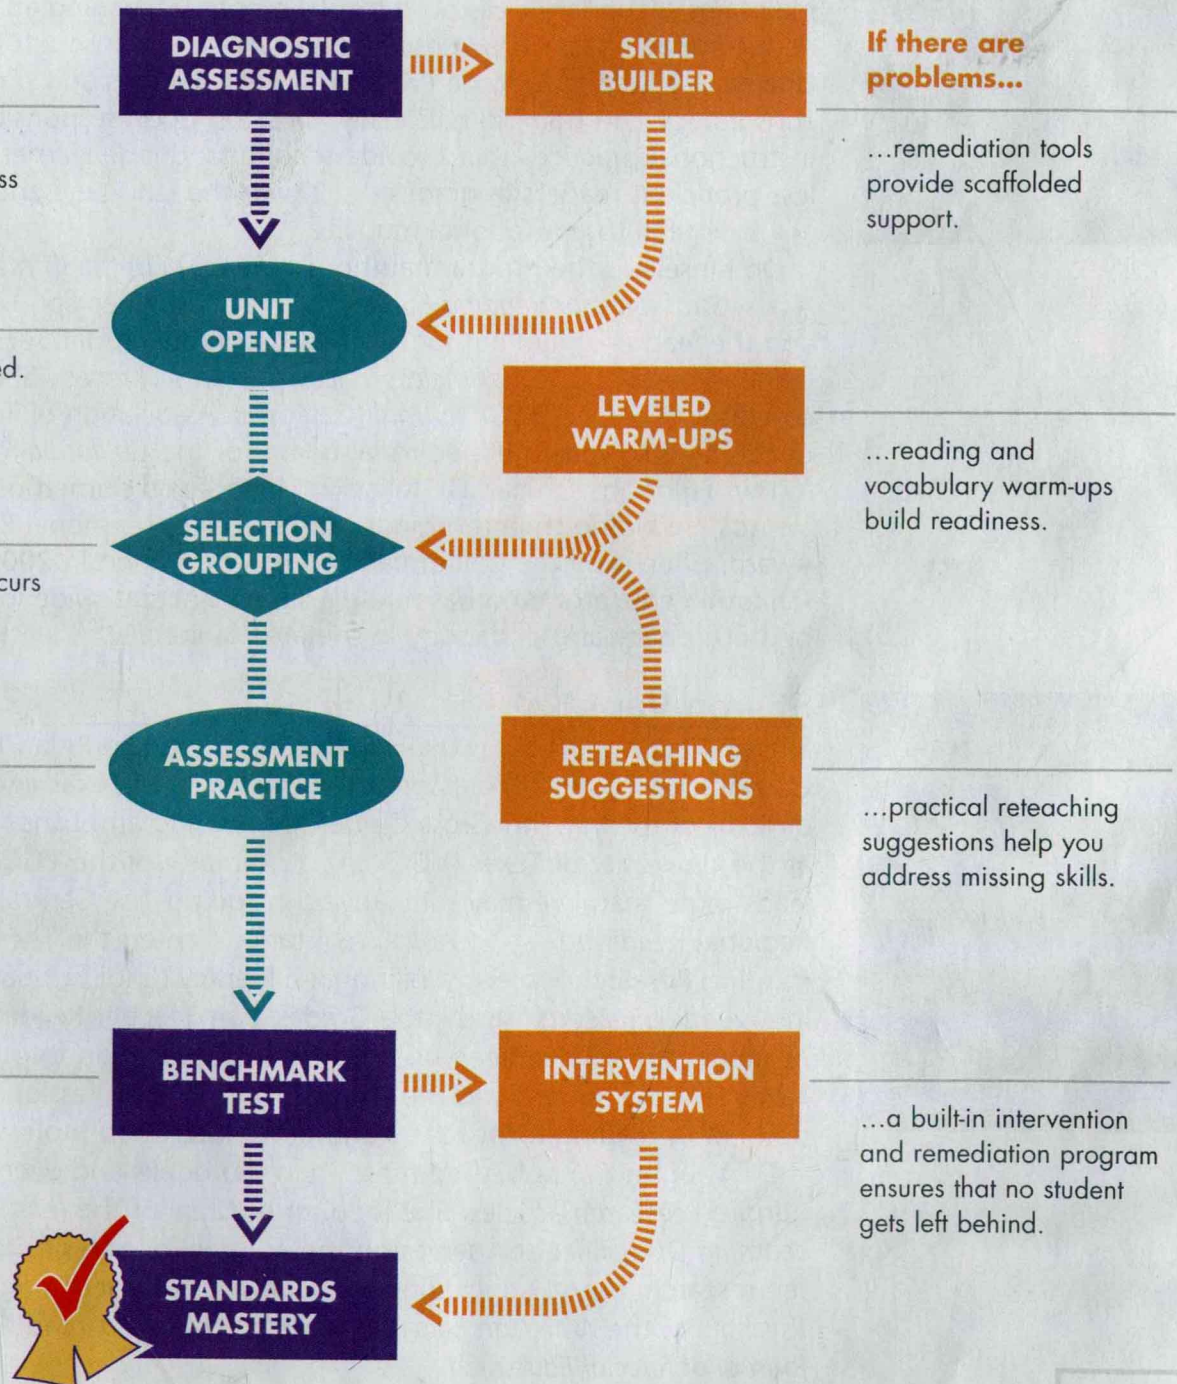 DIAGNOSTIC
ASSESSMENT
SKILL
BUILDER
If there are
problems...
...remediation tools
provide scaffolded
support.
UNIT
OPENER
LEVELED
WARM-UPS
...reading and
vocabulary warm-ups
build readiness.
SELECTION
GROUPING
ASSESSMENT
PRACTICE
RETEACHING
SUGGESTIONS
...practical reteaching
suggestions help you
address missing skills.
BENCHMARK
TEST
INTERVENTION
SYSTEM
...a built-in intervention
and remediation program
ensures that no student
gets left behind.
STANDARDS
MASTERY